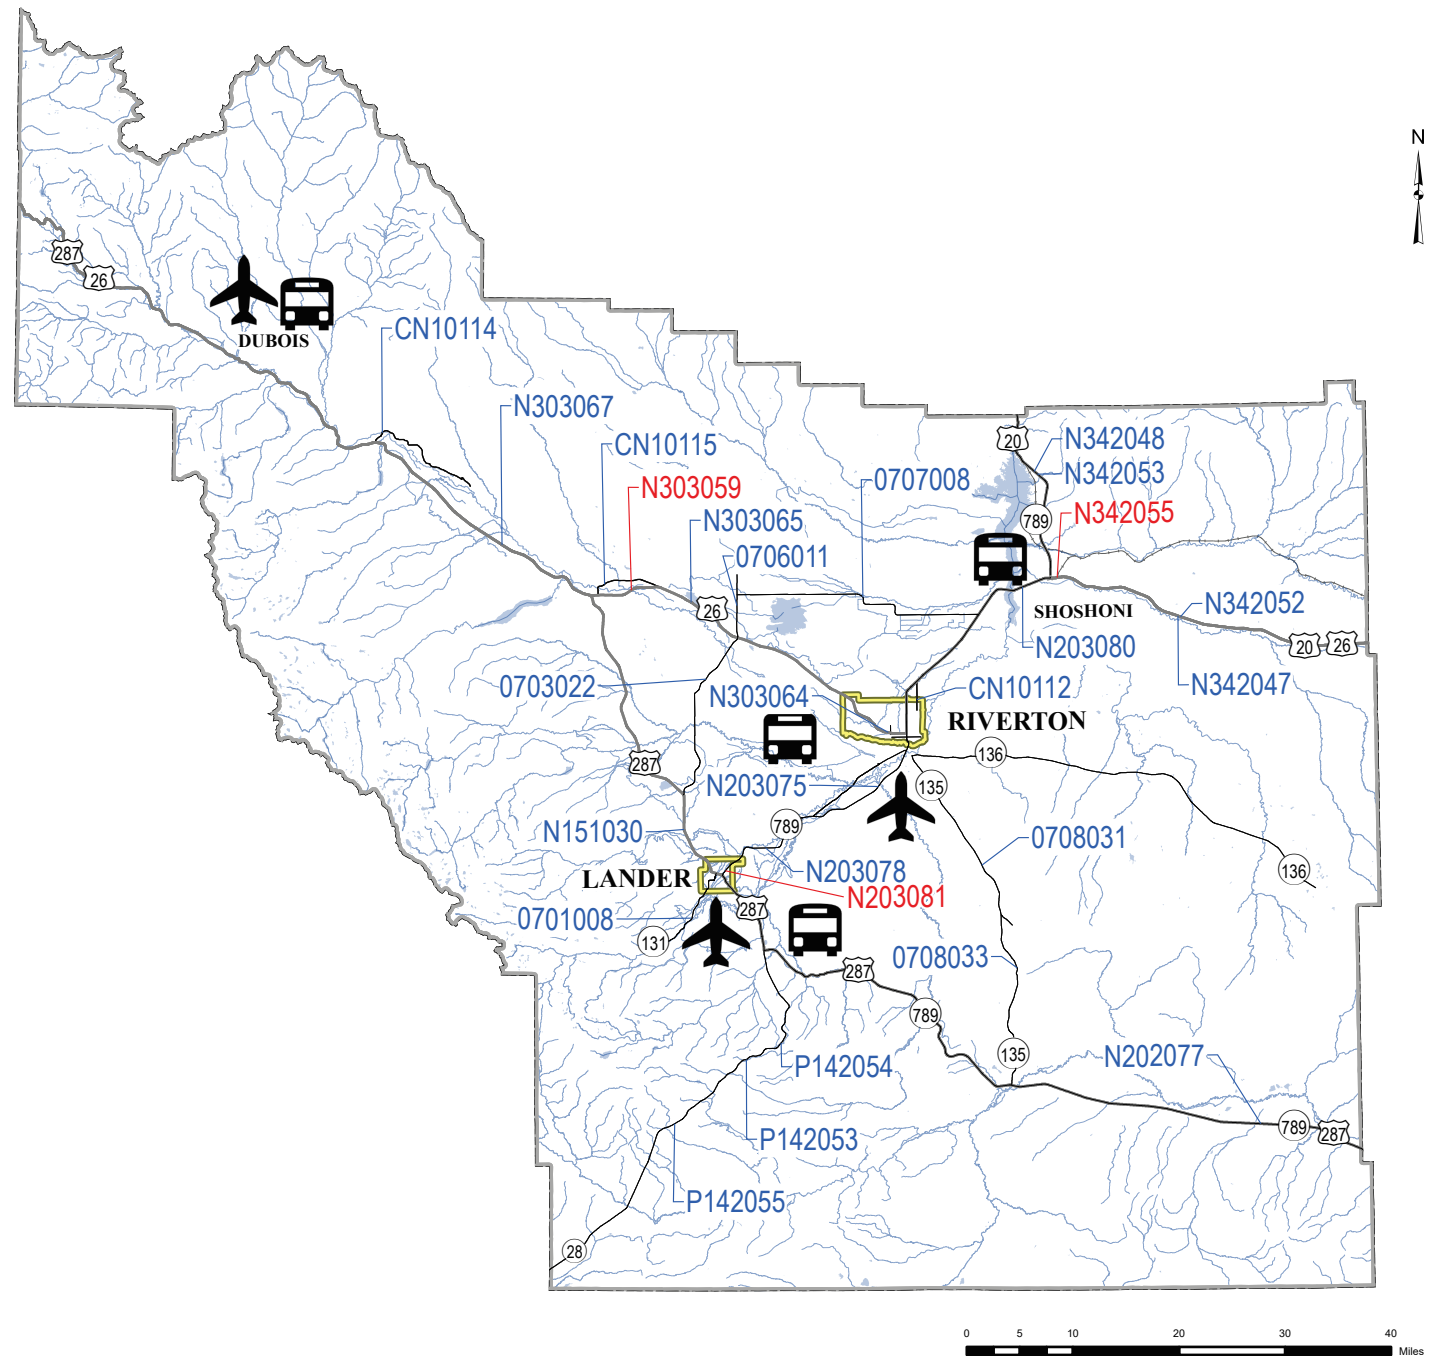 N
287
26
DUBOIS
CN10114
N303067
CN10115
N303059
N303065
0706011
0707008
20
N342048
N342053
789
N342055
SHOSHONI
N342052
N203080
20
26
N342047
26
0703022
N303064
CN10112
RIVERTON
287
N203075
136
135
789
N151030
0708031
N203078
LANDER
N203081
136
0701008
287
131
0708033
287
789
135
N202077
P142054
789
287
P142053
P142055
28
0 5 10 20 30 40
Miles